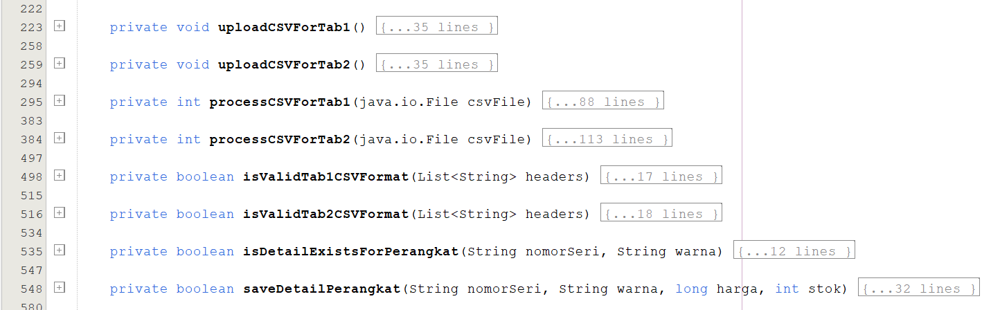 222
223 private void uploadCSVForTab1() {...35 lines }
258
259 private void uploadCSVForTab2() {...35 lines }
294
295 private int processCSVForTab1(java.io.File csvFile) {...88 lines }
383
384 private int processCSVForTab2(java.io.File csvFile) {...113 lines }
497
498 private boolean isValidTab1CSVFormat(List<String> headers) {...17 lines }
515
516 private boolean isValidTab2CSVFormat(List<String> headers) {...18 lines }
534
535 private boolean isDetailExistsForPerangkat(String nomorSeri, String warna) {...12 lines }
547
548 private boolean saveDetailPerangkat(String nomorSeri, String warna, long harga, int stok) {...32 lines }
580